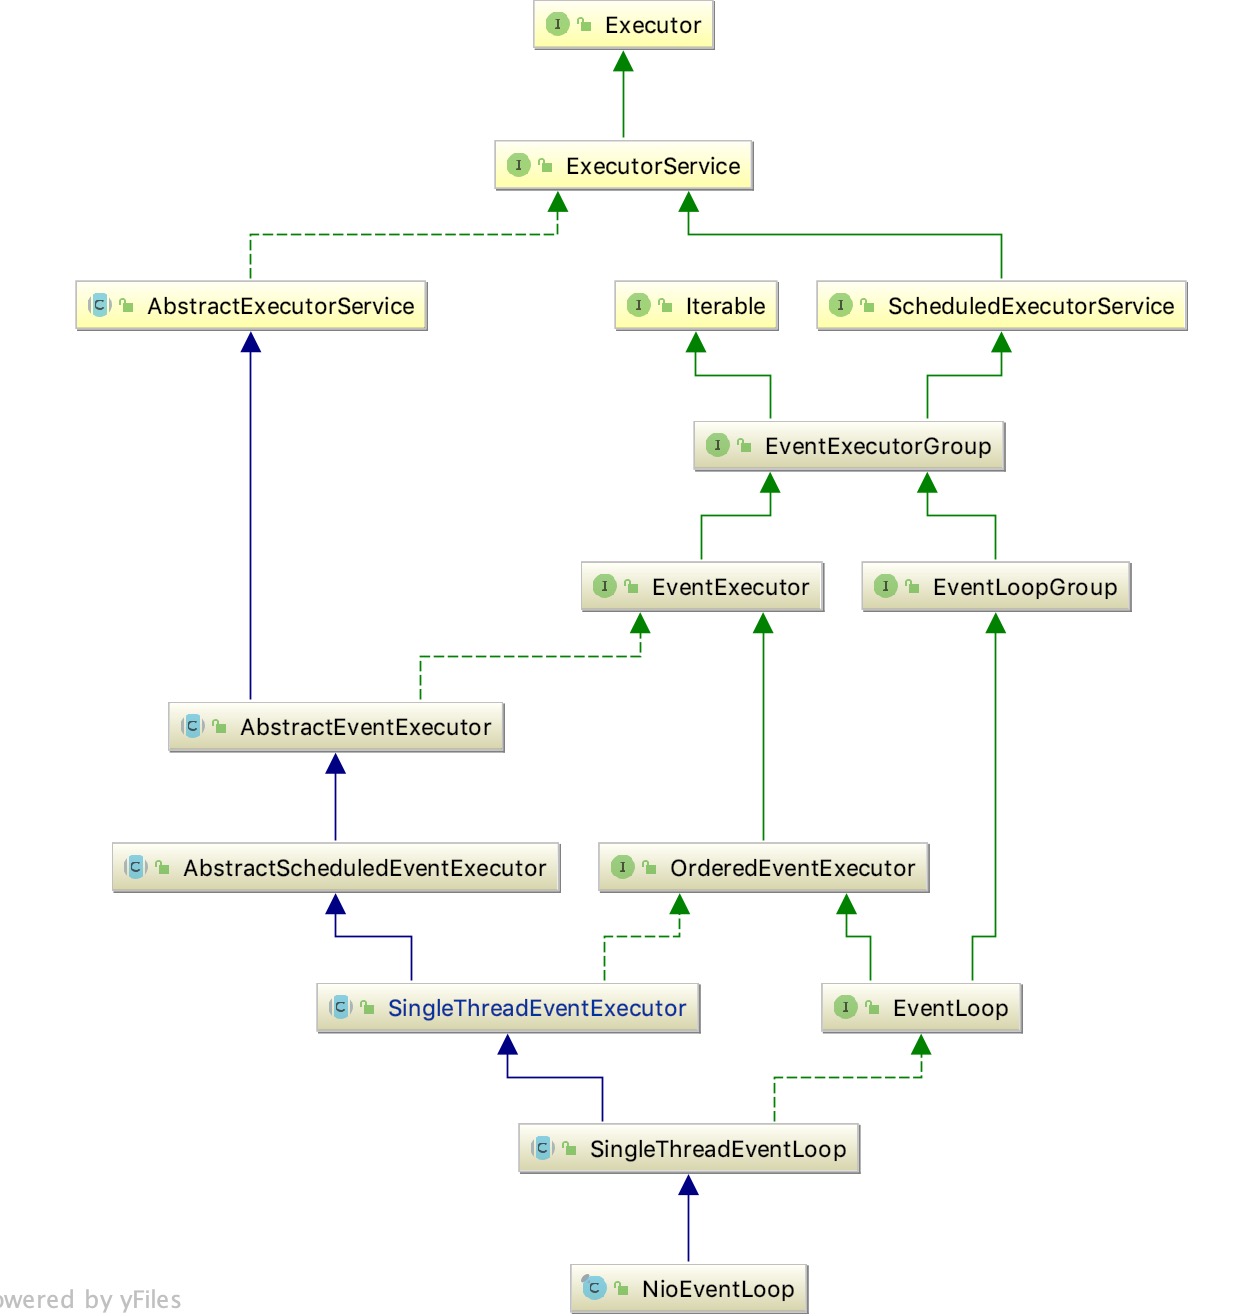 Executor
ExecutorService
AbstractExecutorService
Iterable
ScheduledExecutorService
EventExecutorGroup
EventExecutor
EventLoopGroup
AbstractEventExecutor
AbstractScheduledEventExecutor
OrderedEventExecutor
SingleThreadEventExecutor
EventLoop
SingleThreadEventLoop
NioEventLoop
owered by yFiles